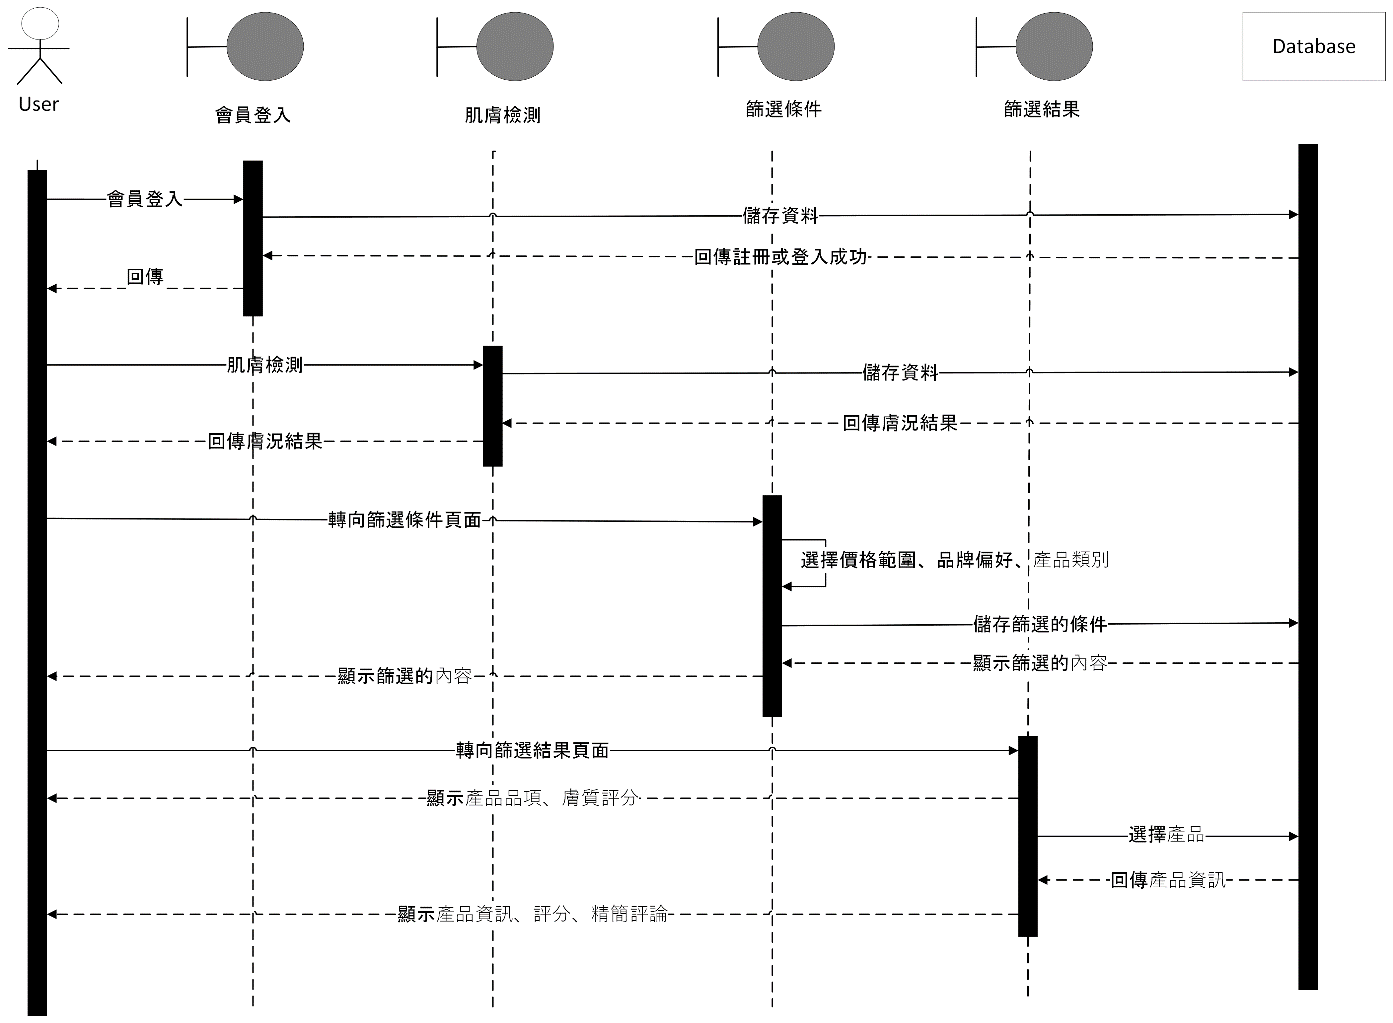 User
會員登入
肌膚檢測
篩選條件
篩選結果
Database
會員登入
儲存資料
回傳註冊或登入成功
回傳
肌膚檢測
儲存資料
回傳膚況結果
回傳膚況結果
轉向篩選條件頁面
選擇價格範圍、品牌偏好、產品類別
儲存篩選的條件
顯示篩選的內容
顯示篩選的內容
轉向篩選結果頁面
顯示產品品項、膚質評分
選擇產品
回傳產品資訊
顯示產品資訊、評分、精簡評論